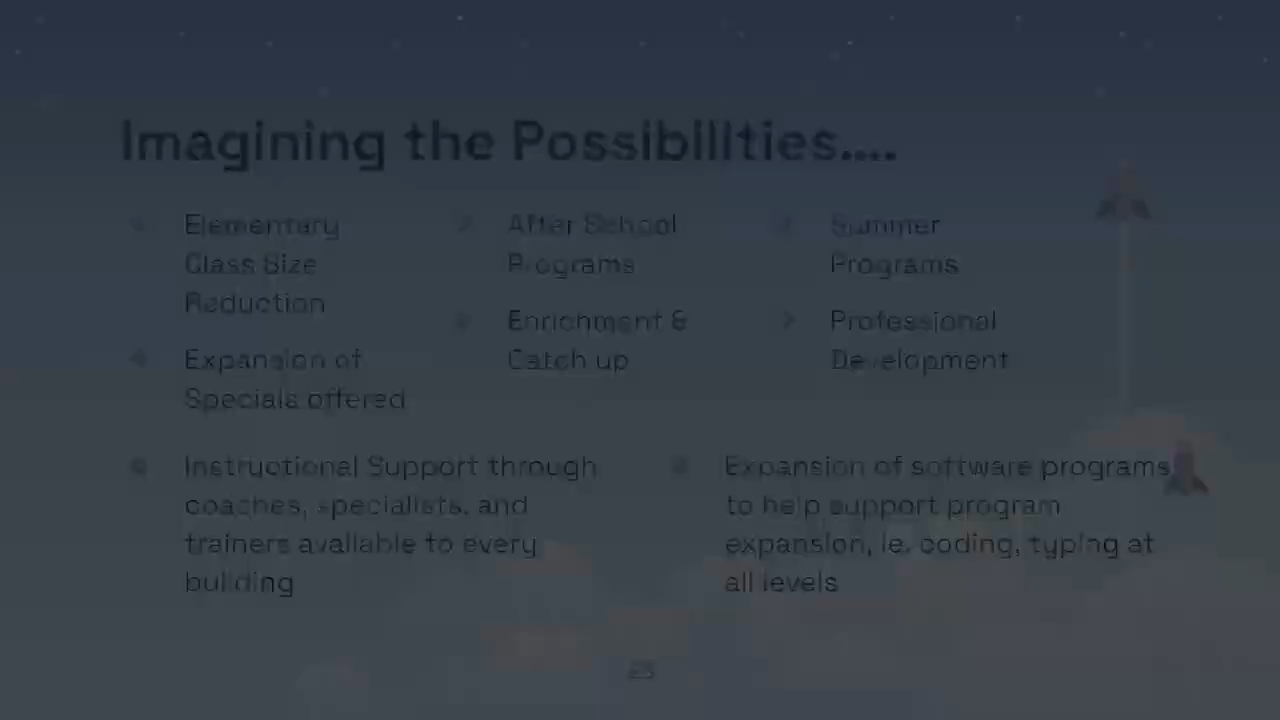 Imagining the Possibilities....
Elementary
Class Size
Reduction
Expansion of
Specials offered
After School
Programs
Enrichment &
Catch up
Summer
Programs
Professional
Development
Instructional Support through
coaches, specialists, and
trainers available to every
building
Expansion of software programs
to help support program
expansion, ie. coding, typing at
all levels